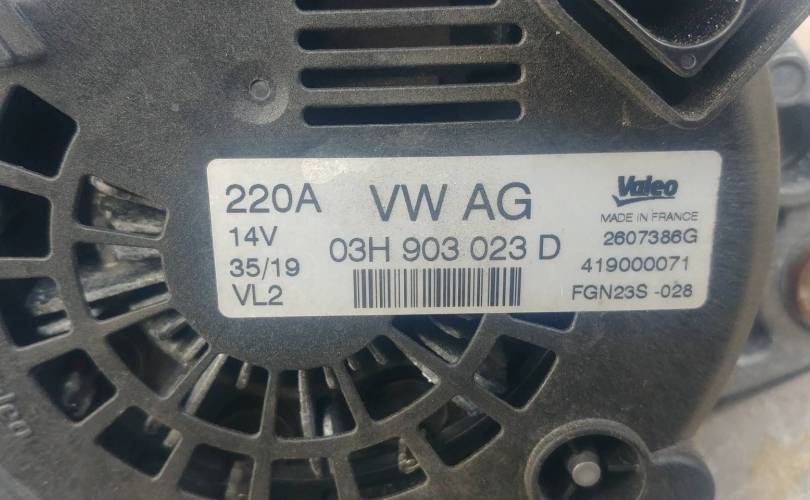 220A
14V
35/19
VL2
VW AG
03H 903 023 D
Valeo
MADE IN FRANCE
2607386G
419000071
FGN23S -028